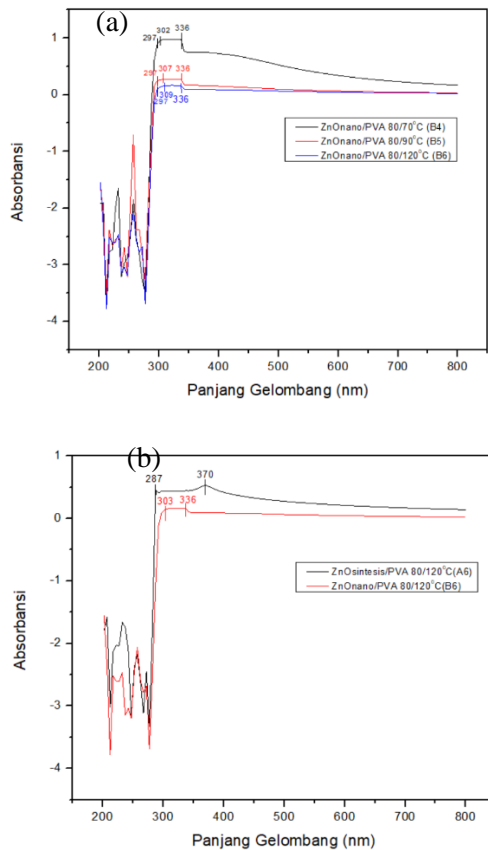 (a)
297 302 336
297 307 336
297 309 336
1
0
-1
-2
-3
-4
Absorbansi
ZnOnano/PVA 80/70°C (B4)
ZnOnano/PVA 80/90°C (B5)
ZnOnano/PVA 80/120°C (B6)
200 300 400 500 600 700 800
Panjang Gelombang (nm)
(b)
287 370
303 336
1
0
-1
-2
-3
-4
Absorbansi
ZnOsintesis/PVA 80/120°C(A6)
ZnOnano/PVA 80/120°C(B6)
200 300 400 500 600 700 800
Panjang Gelombang (nm)